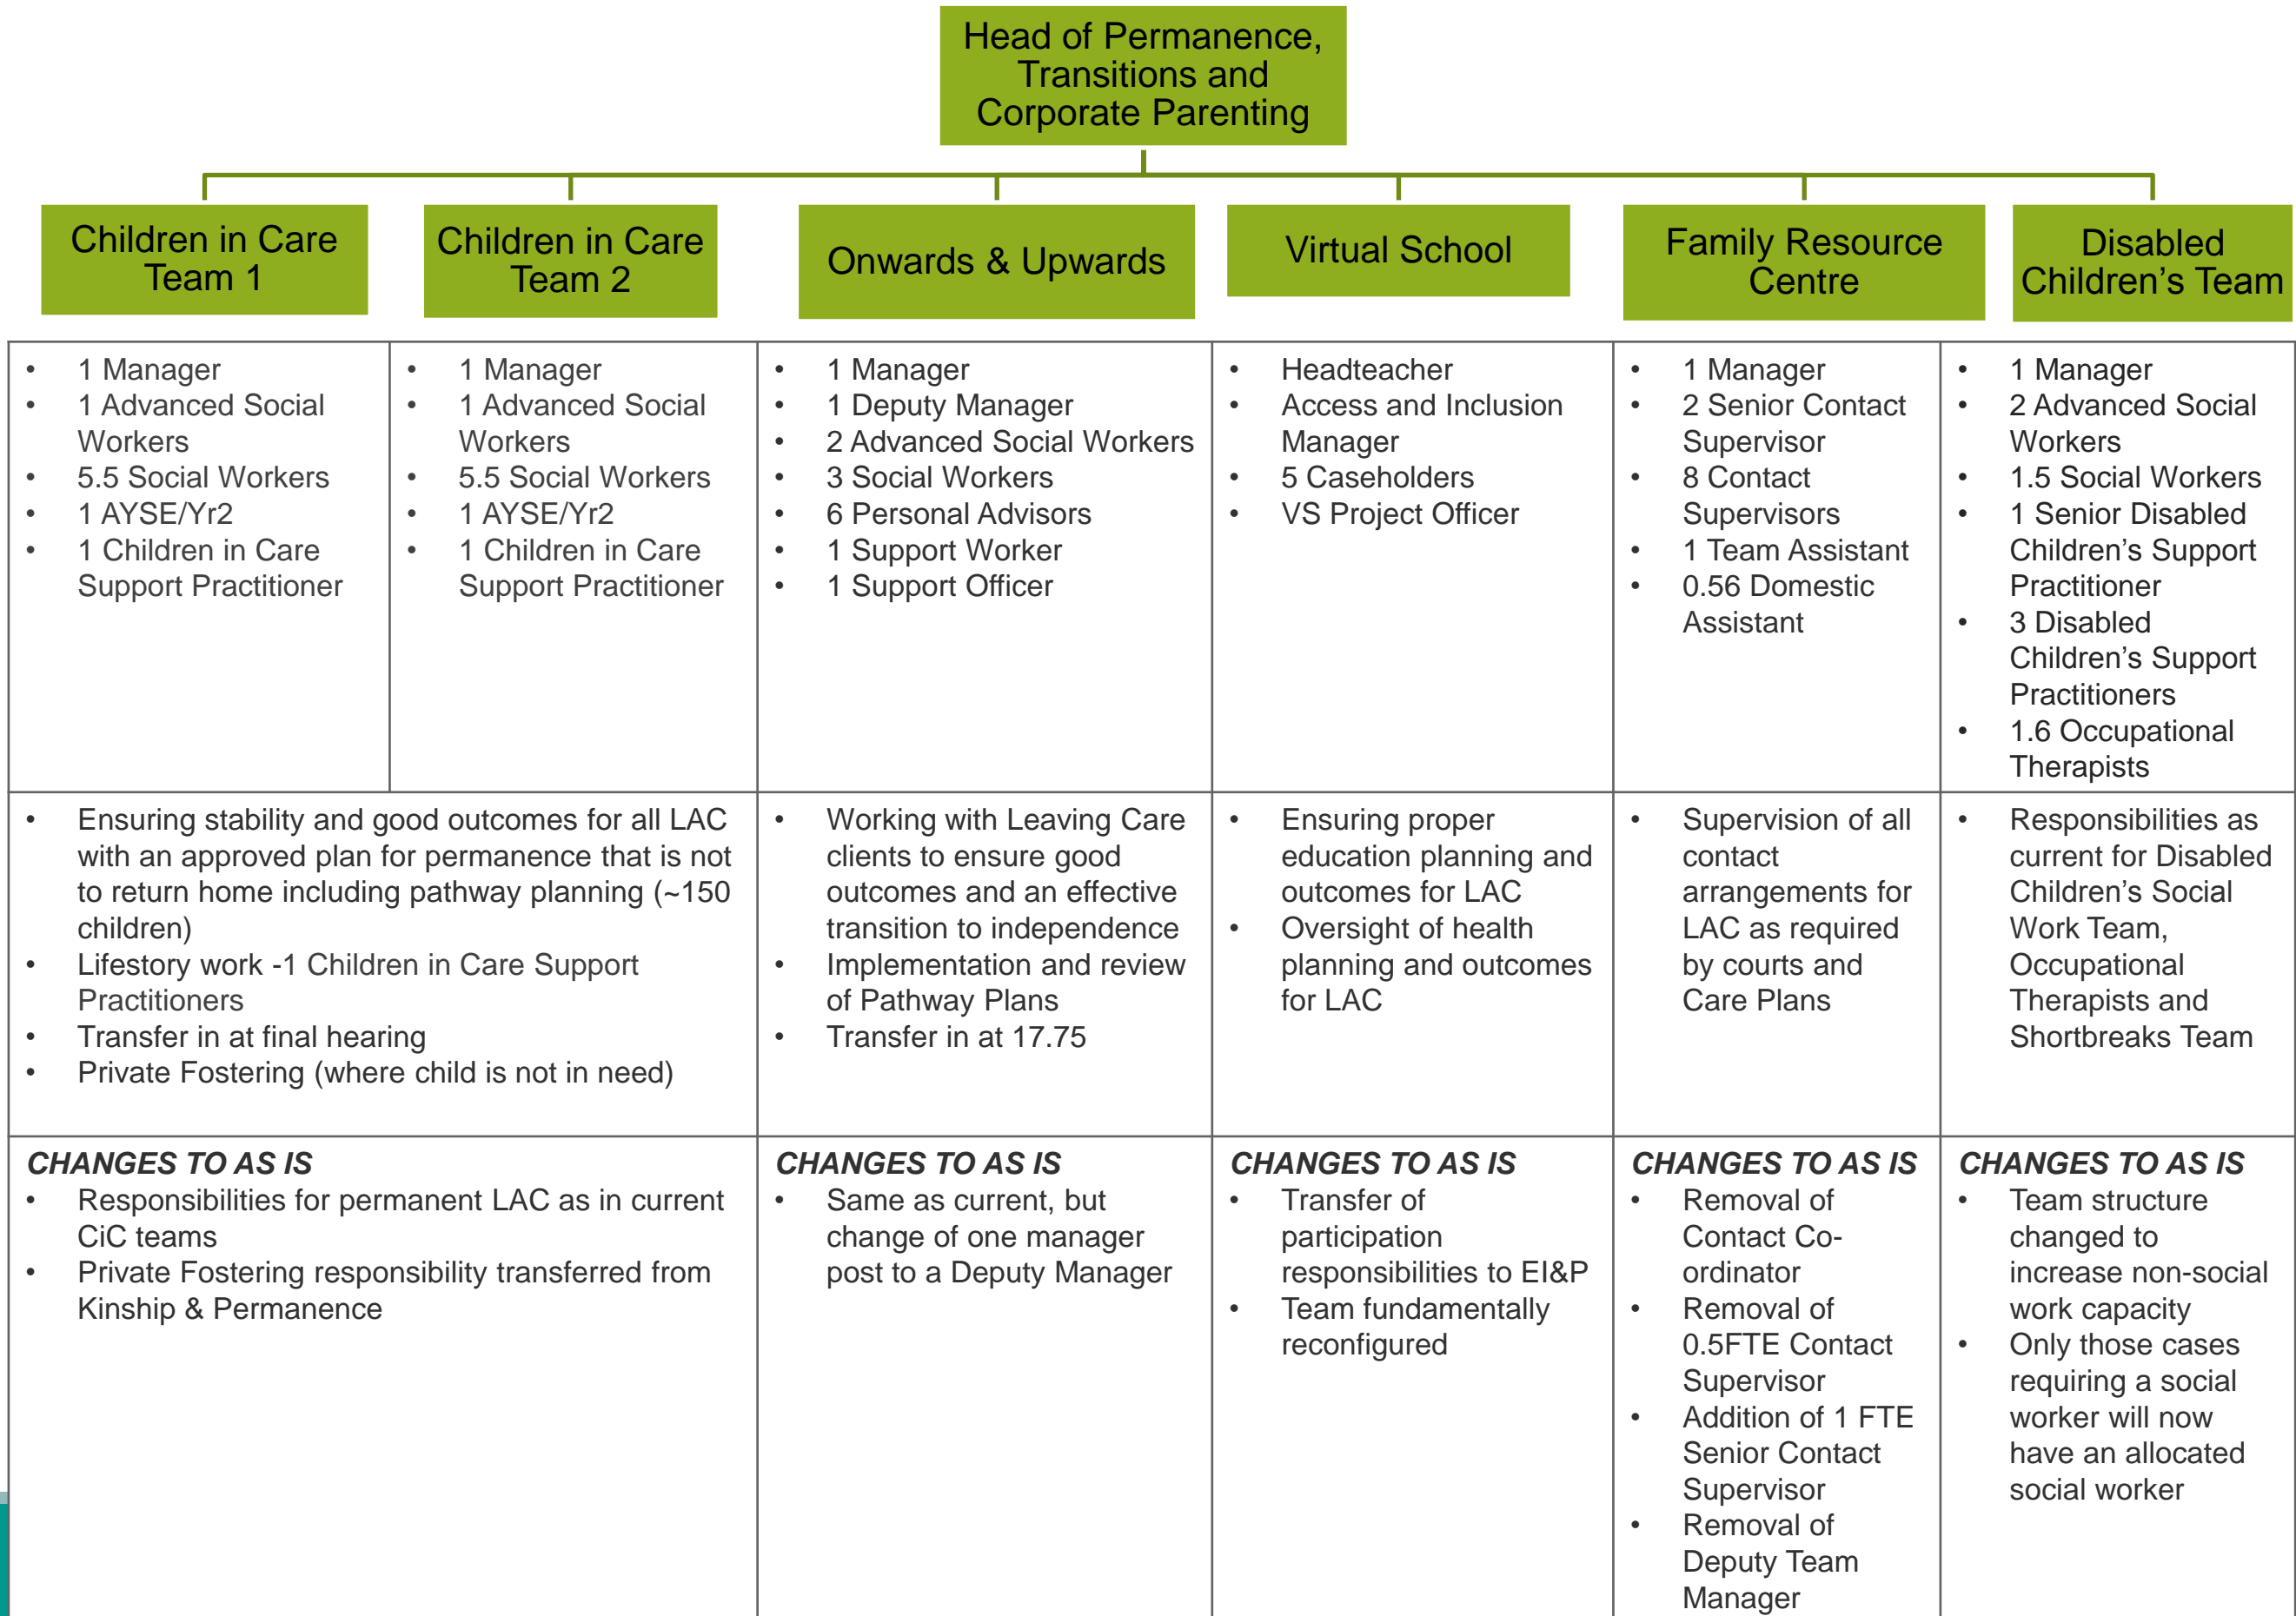 Head of Permanence,
Transitions and
Corporate Parenting
Children in Care
Team 1
Children in Care
Team 2
Onwards & Upwards
Virtual School
Family Resource
Centre
Disabled
Children’s Team
• 1 Manager
• 1 Advanced Social
Workers
• 5.5 Social Workers
• 1 AYSE/Yr2
• 1 Children in Care
Support Practitioner
• 1 Manager
• 1 Advanced Social
Workers
• 5.5 Social Workers
• 1 AYSE/Yr2
• 1 Children in Care
Support Practitioner
• 1 Manager
• 1 Deputy Manager
• 2 Advanced Social Workers
• 3 Social Workers
• 6 Personal Advisors
• 1 Support Worker
• 1 Support Officer
• Headteacher
• Access and Inclusion
Manager
• 5 Caseholders
• VS Project Officer
• 1 Manager
• 2 Senior Contact
Supervisor
• 8 Contact
Supervisors
• 1 Team Assistant
• 0.56 Domestic
Assistant
• 1 Manager
• 2 Advanced Social
Workers
• 1.5 Social Workers
• 1 Senior Disabled
Children’s Support
Practitioner
• 3 Disabled
Children’s Support
Practitioners
• 1.6 Occupational
Therapists
• Ensuring stability and good outcomes for all LAC
with an approved plan for permanence that is not
to return home including pathway planning (~150
children)
• Lifestory work -1 Children in Care Support
Practitioners
• Transfer in at final hearing
• Private Fostering (where child is not in need)
• Working with Leaving Care
clients to ensure good
outcomes and an effective
transition to independence
• Implementation and review
of Pathway Plans
• Transfer in at 17.75
• Ensuring proper
education planning and
outcomes for LAC
• Oversight of health
planning and outcomes
for LAC
• Supervision of all
contact
arrangements for
LAC as required
by courts and
Care Plans
• Responsibilities as
current for Disabled
Children’s Social
Work Team,
Occupational
Therapists and
Shortbreaks Team
CHANGES TO AS IS
• Responsibilities for permanent LAC as in current
CiC teams
• Private Fostering responsibility transferred from
Kinship & Permanence
CHANGES TO AS IS
• Same as current, but
change of one manager
post to a Deputy Manager
CHANGES TO AS IS
• Transfer of
participation
responsibilities to EI&P
• Team fundamentally
reconfigured
CHANGES TO AS IS
• Removal of
Contact Co-
ordinator
• Removal of
0.5FTE Contact
Supervisor
• Addition of 1 FTE
Senior Contact
Supervisor
• Removal of
Deputy Team
Manager
CHANGES TO AS IS
• Team structure
changed to
increase non-social
work capacity
• Only those cases
requiring a social
worker will now
have an allocated
social worker